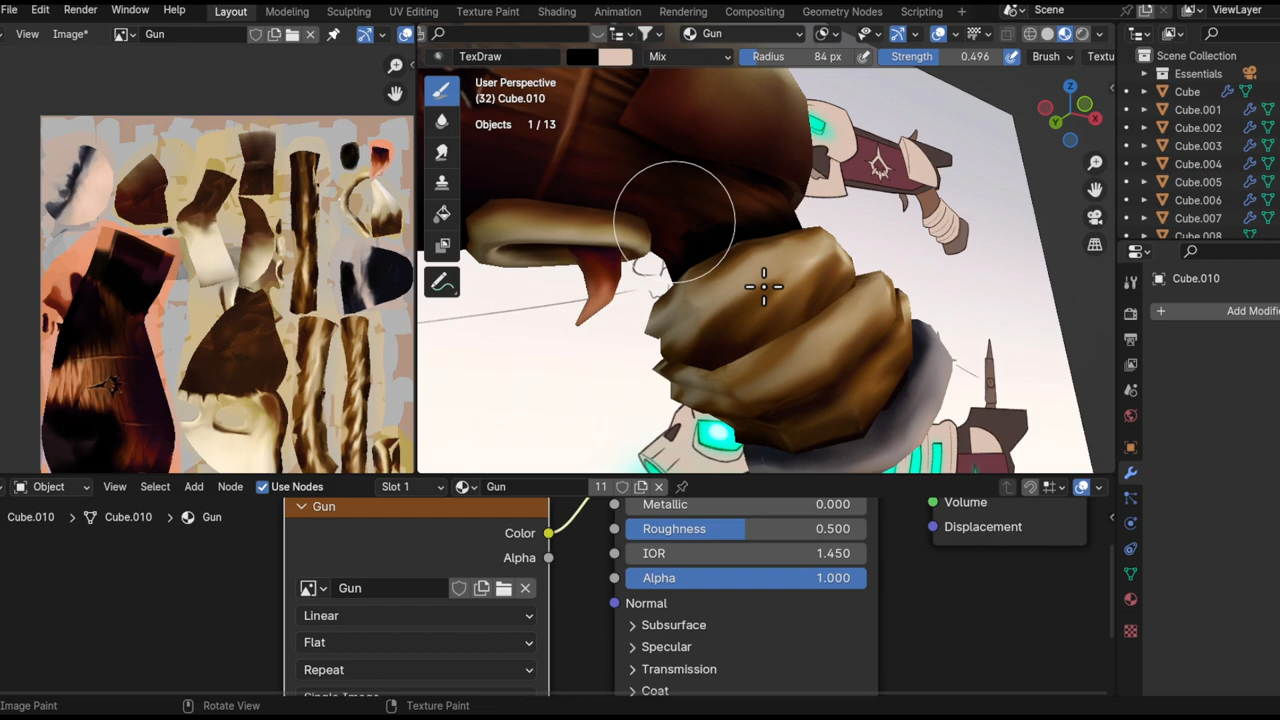 File Edit Render Window Help Layout Modeling Sculpting UV Editing Texture Paint Shading Animation Rendering Compositing Geometry Nodes Scripting + Scene ViewLayer
View Image* Gun Gun
TexDraw Mix Radius 84 px Strength 0.496 Brush Textu
User Perspective
(32) Cube.010
Objects 1 / 13
Z
Y
X
Scene Collection
Essentials
Cube
Cube.001
Cube.002
Cube.003
Cube.004
Cube.005
Cube.006
Cube.007
Cube.008
Cube.010
+ Add Modifi
Object View Select Add Node Use Nodes Slot 1 Gun 11
Cube.010 > Cube.010 > Gun
Gun
Color
Alpha
Gun
Linear
Flat
Repeat
Single Image
Metallic 0.000
Roughness 0.500
IOR 1.450
Alpha 1.000
Normal
Subsurface
Specular
Transmission
Coat
Volume
Displacement
Image Paint Rotate View Texture Paint